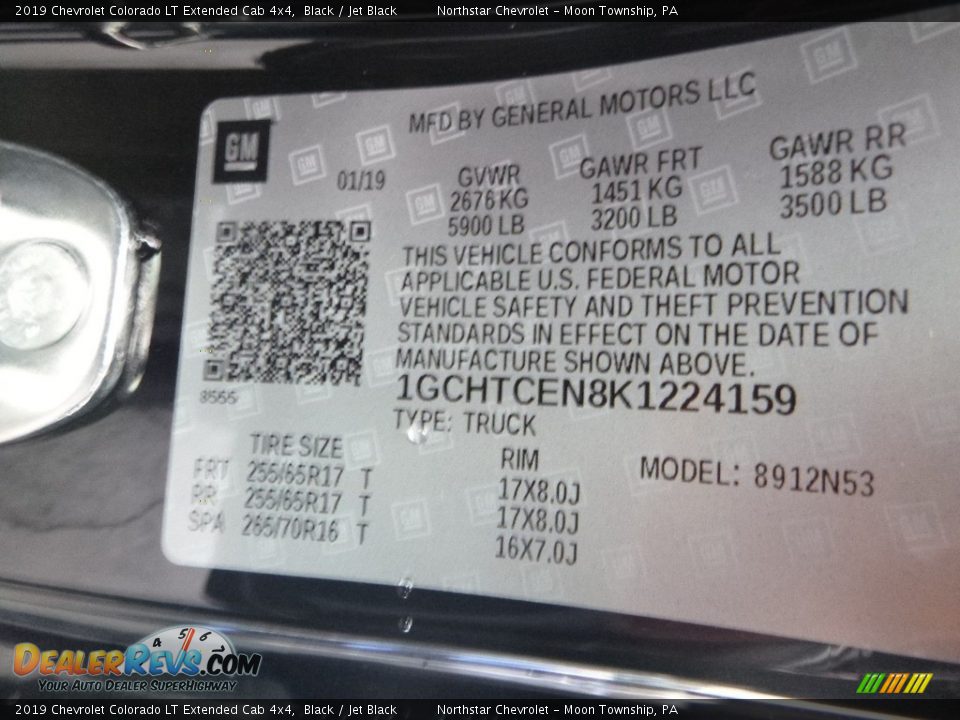 2019 Chevrolet Colorado LT Extended Cab 4x4, Black / Jet Black Northstar Chevrolet - Moon Township, PA
MFD BY GENERAL MOTORS LLC
GM
01/19
GVWR GAWR FRT GAWR RR
2676 KG 1451 KG 1588 KG
5900 LB 3200 LB 3500 LB
THIS VEHICLE CONFORMS TO ALL
APPLICABLE U.S. FEDERAL MOTOR
VEHICLE SAFETY AND THEFT PREVENTION
STANDARDS IN EFFECT ON THE DATE OF
MANUFACTURE SHOWN ABOVE.
8565
1GCHTCEN8K1224159
TYPE: TRUCK
TIRE SIZE RIM MODEL: 8912N53
FRT 255/65R17 T 17X8.0J
RR 255/65R17 T 17X8.0J
SPA 265/70R16 T 16X7.0J
4 5 6
DEALERREVS.COM
YOUR AUTO DEALER SUPERHIGHWAY
2019 Chevrolet Colorado LT Extended Cab 4x4, Black / Jet Black Northstar Chevrolet - Moon Township, PA